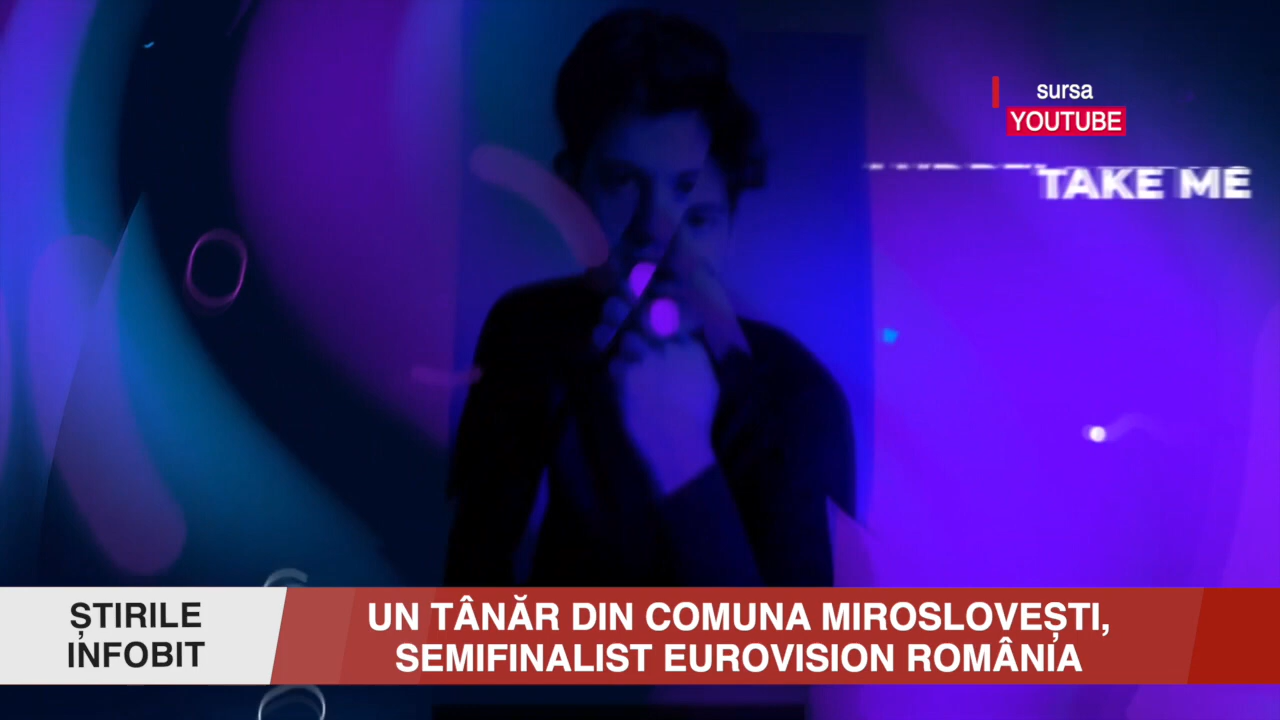 sursa
YOUTUBE
TAKE ME
ȘTIRILE
INFOBIT
UN TÂNĂR DIN COMUNA MIROSLOVEȘTI,
SEMIFINALIST EUROVISION ROMÂNIA